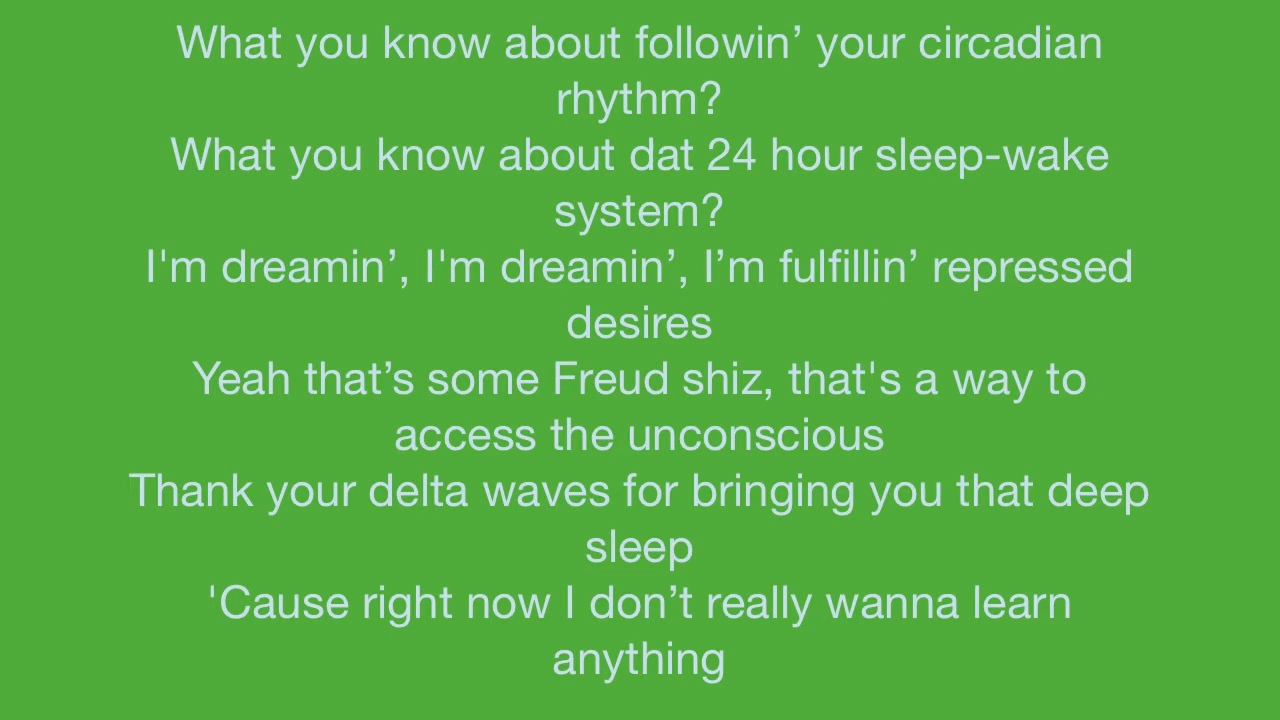 What you know about followin’ your circadian
rhythm?
What you know about dat 24 hour sleep-wake
system?
I'm dreamin’, I'm dreamin’, I’m fulfillin’ repressed
desires
Yeah that’s some Freud shiz, that's a way to
access the unconscious
Thank your delta waves for bringing you that deep
sleep
'Cause right now I don’t really wanna learn
anything